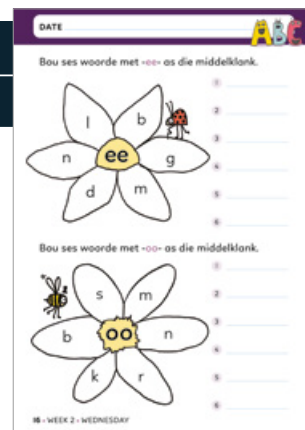 DATE
ABC
Bou ses woorde met -ee- as die middelklank.
l
b
n
ee
g
d
m
1
2
3
4
5
6
Bou ses woorde met -oo- as die middelklank.
s
m
b
oo
n
k
r
1
2
3
4
5
6
16 - WEEK 2 - WEDNESDAY